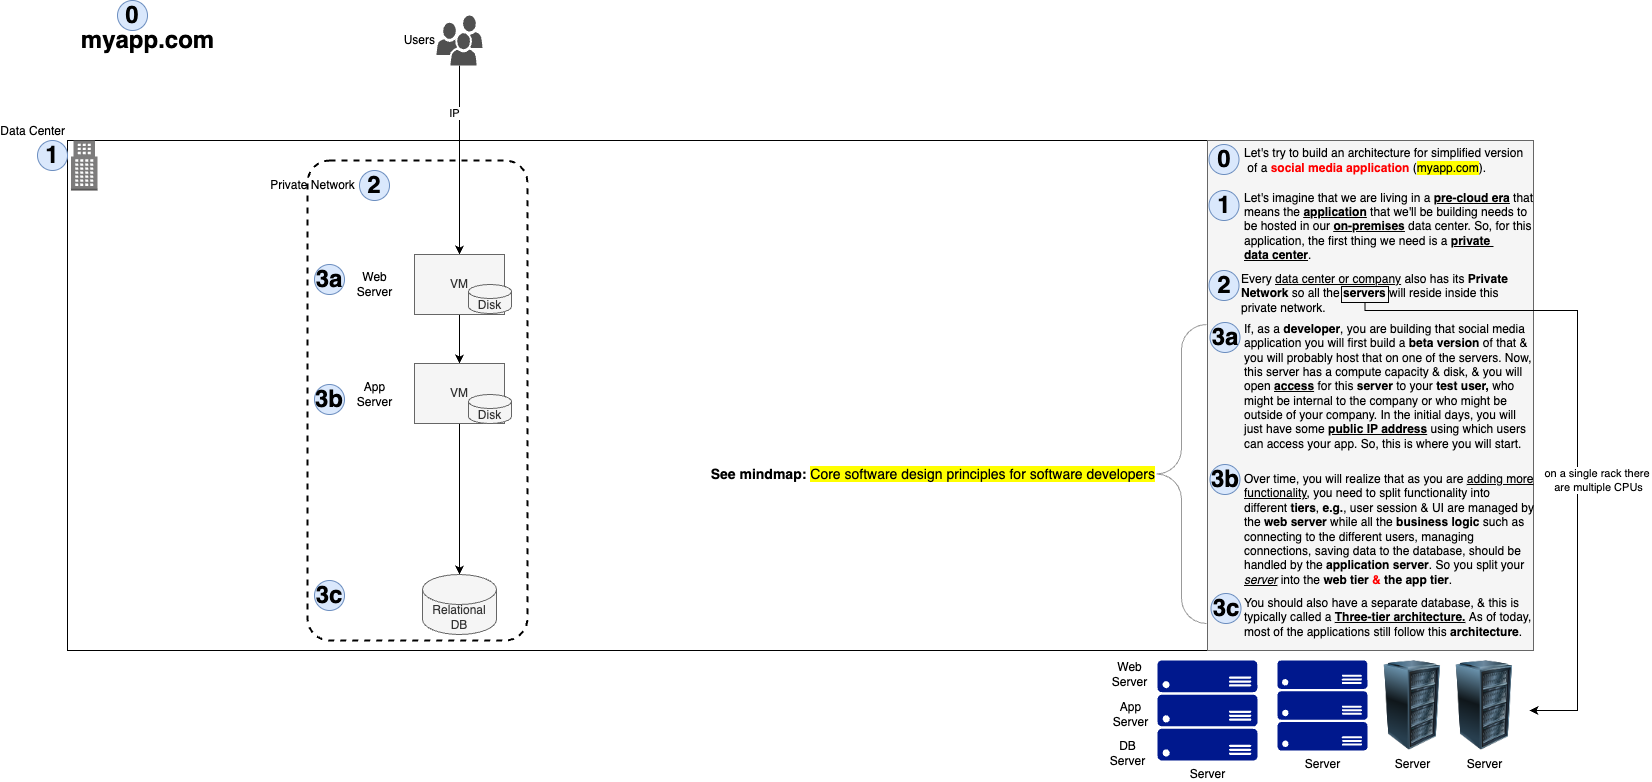 0
myapp.com
Users
IP
Data Center
1
Private Network
2
3a
Web
Server
VM
Disk
3b
App
Server
VM
Disk
3c
Relational
DB
See mindmap: Core software design principles for software developers
0
Let's try to build an architecture for simplified version
of a social media application (myapp.com).
1
Let's imagine that we are living in a pre-cloud era that
means the application that we'll be building needs to
be hosted in our on-premises data center. So, for this
application, the first thing we need is a private
data center.
2
Every data center or company also has its Private
Network so all the servers will reside inside this
private network.
3a
If, as a developer, you are building that social media
application you will first build a beta version of that &
you will probably host that on one of the servers. Now,
this server has a compute capacity & disk, & you will
open access for this server to your test user, who
might be internal to the company or who might be
outside of your company. In the initial days, you will
just have some public IP address using which users
can access your app. So, this is where you will start.
3b
Over time, you will realize that as you are adding more
functionality, you need to split functionality into
different tiers, e.g., user session & UI are managed by
the web server while all the business logic such as
connecting to the different users, managing
connections, saving data to the database, should be
handled by the application server. So you split your
server into the web tier & the app tier.
3c
You should also have a separate database, & this is
typically called a Three-tier architecture. As of today,
most of the applications still follow this architecture.
on a single rack there
are multiple CPUs
Web
Server
App
Server
DB
Server
Server
Server
Server
Server